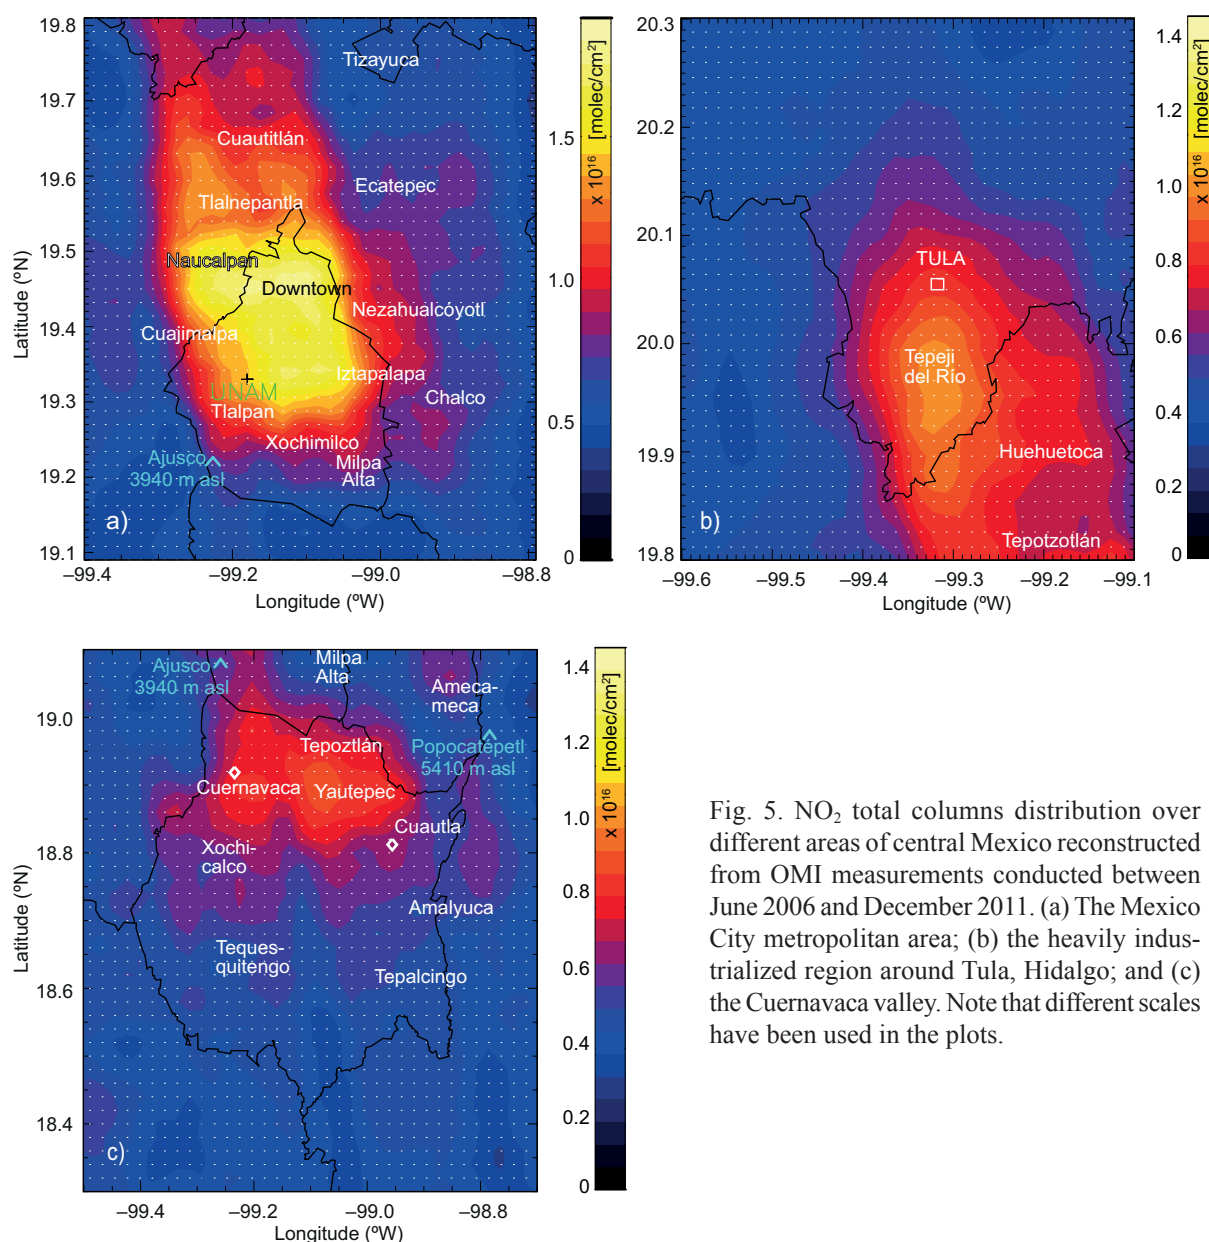 19.8
19.7
19.6
19.5
19.4
19.3
19.2
19.1
Latitude (ºN)
Tizayuca
Cuautitlán
Ecatepec
Tlalnepantla
Naucalpan
Downtown
Nezahualcóyotl
Cuajimalpa
Iztapalapa
UNAM
Chalco
Tlalpan
Xochimilco
Ajusco
3940 m asl
Milpa
Alta
a)
–99.4
–99.2
–99.0
–98.8
Longitude (ºW)
1.5
1.0
0.5
0
x 10¹⁶ [molec/cm²]
20.3
20.2
20.1
20.0
19.9
19.8
Latitude (ºN)
TULA
Tepeji
del Río
Huehuetoca
Tepotzotlán
b)
–99.6
–99.5
–99.4
–99.3
–99.2
–99.1
Longitude (ºW)
1.4
1.2
1.0
0.8
0.6
0.4
0.2
0
x 10¹⁶ [molec/cm²]
19.0
18.8
18.6
18.4
Latitude (ºN)
Ajusco
3940 m asl
Milpa
Alta
Ameca-
meca
Tepoztlán
Popocatépetl
5410 m asl
Cuernavaca
Yautepec
Cuautla
Xochi-
calco
Amalyuca
Teques-
quitengo
Tepalcingo
c)
–99.4
–99.2
–99.0
–98.8
Longitude (ºW)
1.4
1.2
1.0
0.8
0.6
0.4
0.2
0
x 10¹⁶ [molec/cm²]
Fig. 5. NO₂ total columns distribution over
different areas of central Mexico reconstructed
from OMI measurements conducted between
June 2006 and December 2011. (a) The Mexico
City metropolitan area; (b) the heavily indus-
trialized region around Tula, Hidalgo; and (c)
the Cuernavaca valley. Note that different scales
have been used in the plots.